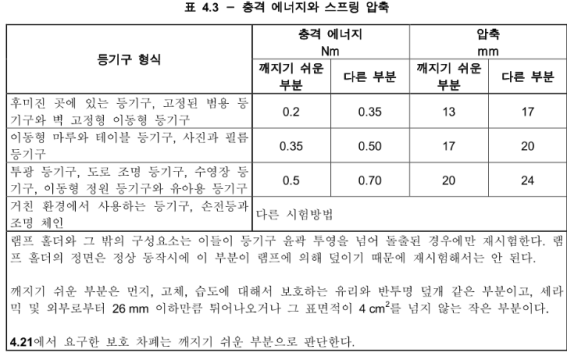 표 4.3 － 충격 에너지와 스프링 압축
등기구 형식
충격 에너지
Nm
압축
mm
깨지기 쉬운
부분
다른 부분
깨지기 쉬운
부분
다른 부분
후미진 곳에 있는 등기구, 고정된 범용 등
기구와 벽 고정형 이동형 등기구
0.2
0.35
13
17
이동형 마루와 테이블 등기구, 사진과 필름
등기구
0.35
0.50
17
20
투광 등기구, 도로 조명 등기구, 수영장 등
기구, 이동형 정원 등기구와 유아용 등기구
0.5
0.70
20
24
거친 환경에서 사용하는 등기구, 손전등과
조명 체인
다른 시험방법
램프 홀더와 그 밖의 구성요소는 이들이 등기구 윤곽 투영을 넘어 돌출된 경우에만 재시험한다. 램
프 홀더의 정면은 정상 동작시에 이 부분이 램프에 의해 덮이기 때문에 재시험해서는 안 된다.
깨지기 쉬운 부분은 먼지, 고체, 습도에 대해서 보호하는 유리와 반투명 덮개 같은 부분이고, 세라
믹 및 외부로부터 26 mm 이하만큼 튀어나오거나 그 표면적이 4 cm²를 넘지 않는 작은 부분이다.
4.21에서 요구한 보호 차폐는 깨지기 쉬운 부분으로 판단한다.